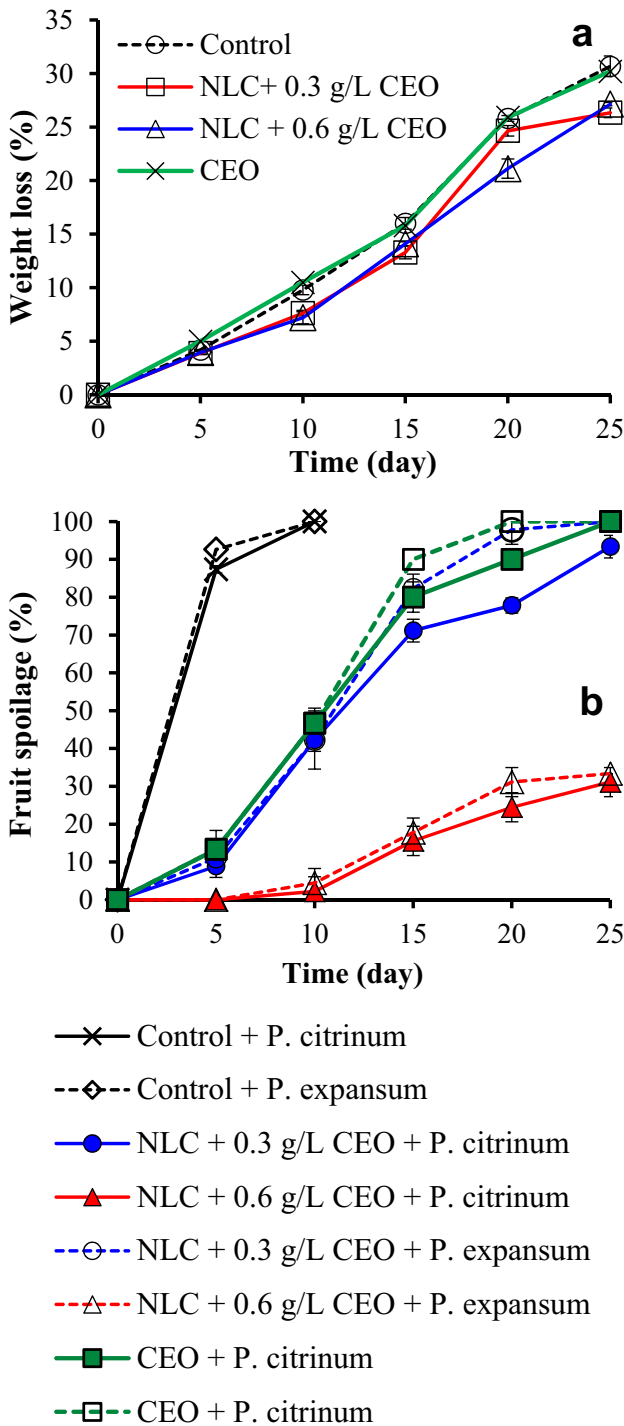 a
Control
NLC+ 0.3 g/L CEO
NLC + 0.6 g/L CEO
CEO
Weight loss (%)
35
30
25
20
15
10
5
0
0 5 10 15 20 25
Time (day)
b
Fruit spoilage (%)
100
90
80
70
60
50
40
30
20
10
0
0 5 10 15 20 25
Time (day)
Control + P. citrinum
Control + P. expansum
NLC + 0.3 g/L CEO + P. citrinum
NLC + 0.6 g/L CEO + P. citrinum
NLC + 0.3 g/L CEO + P. expansum
NLC + 0.6 g/L CEO + P. expansum
CEO + P. citrinum
CEO + P. citrinum